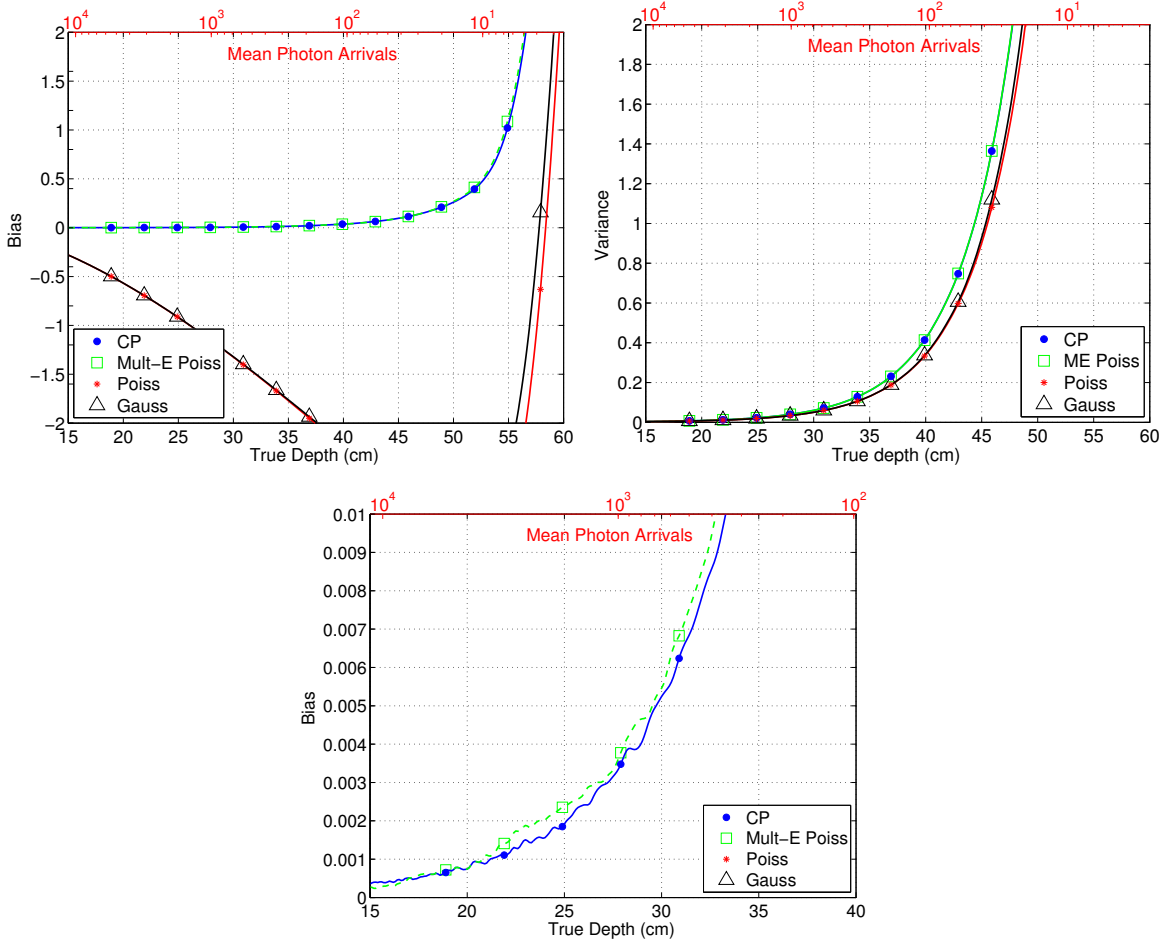 10^4 10^3 10^2 10^1
Mean Photon Arrivals
2
1.5
1
0.5
0
−0.5
−1
−1.5
−2
Bias
CP
Mult−E Poiss
Poiss
Gauss
15 20 25 30 35 40 45 50 55 60
True Depth (cm)
10^4 10^3 10^2 10^1
Mean Photon Arrivals
2
1.8
1.6
1.4
1.2
1
0.8
0.6
0.4
0.2
0
Variance
CP
ME Poiss
Poiss
Gauss
15 20 25 30 35 40 45 50 55 60
True depth (cm)
10^4 10^3 10^2
Mean Photon Arrivals
0.01
0.009
0.008
0.007
0.006
0.005
0.004
0.003
0.002
0.001
0
Bias
CP
Mult−E Poiss
Poiss
Gauss
15 20 25 30 35 40
True Depth (cm)